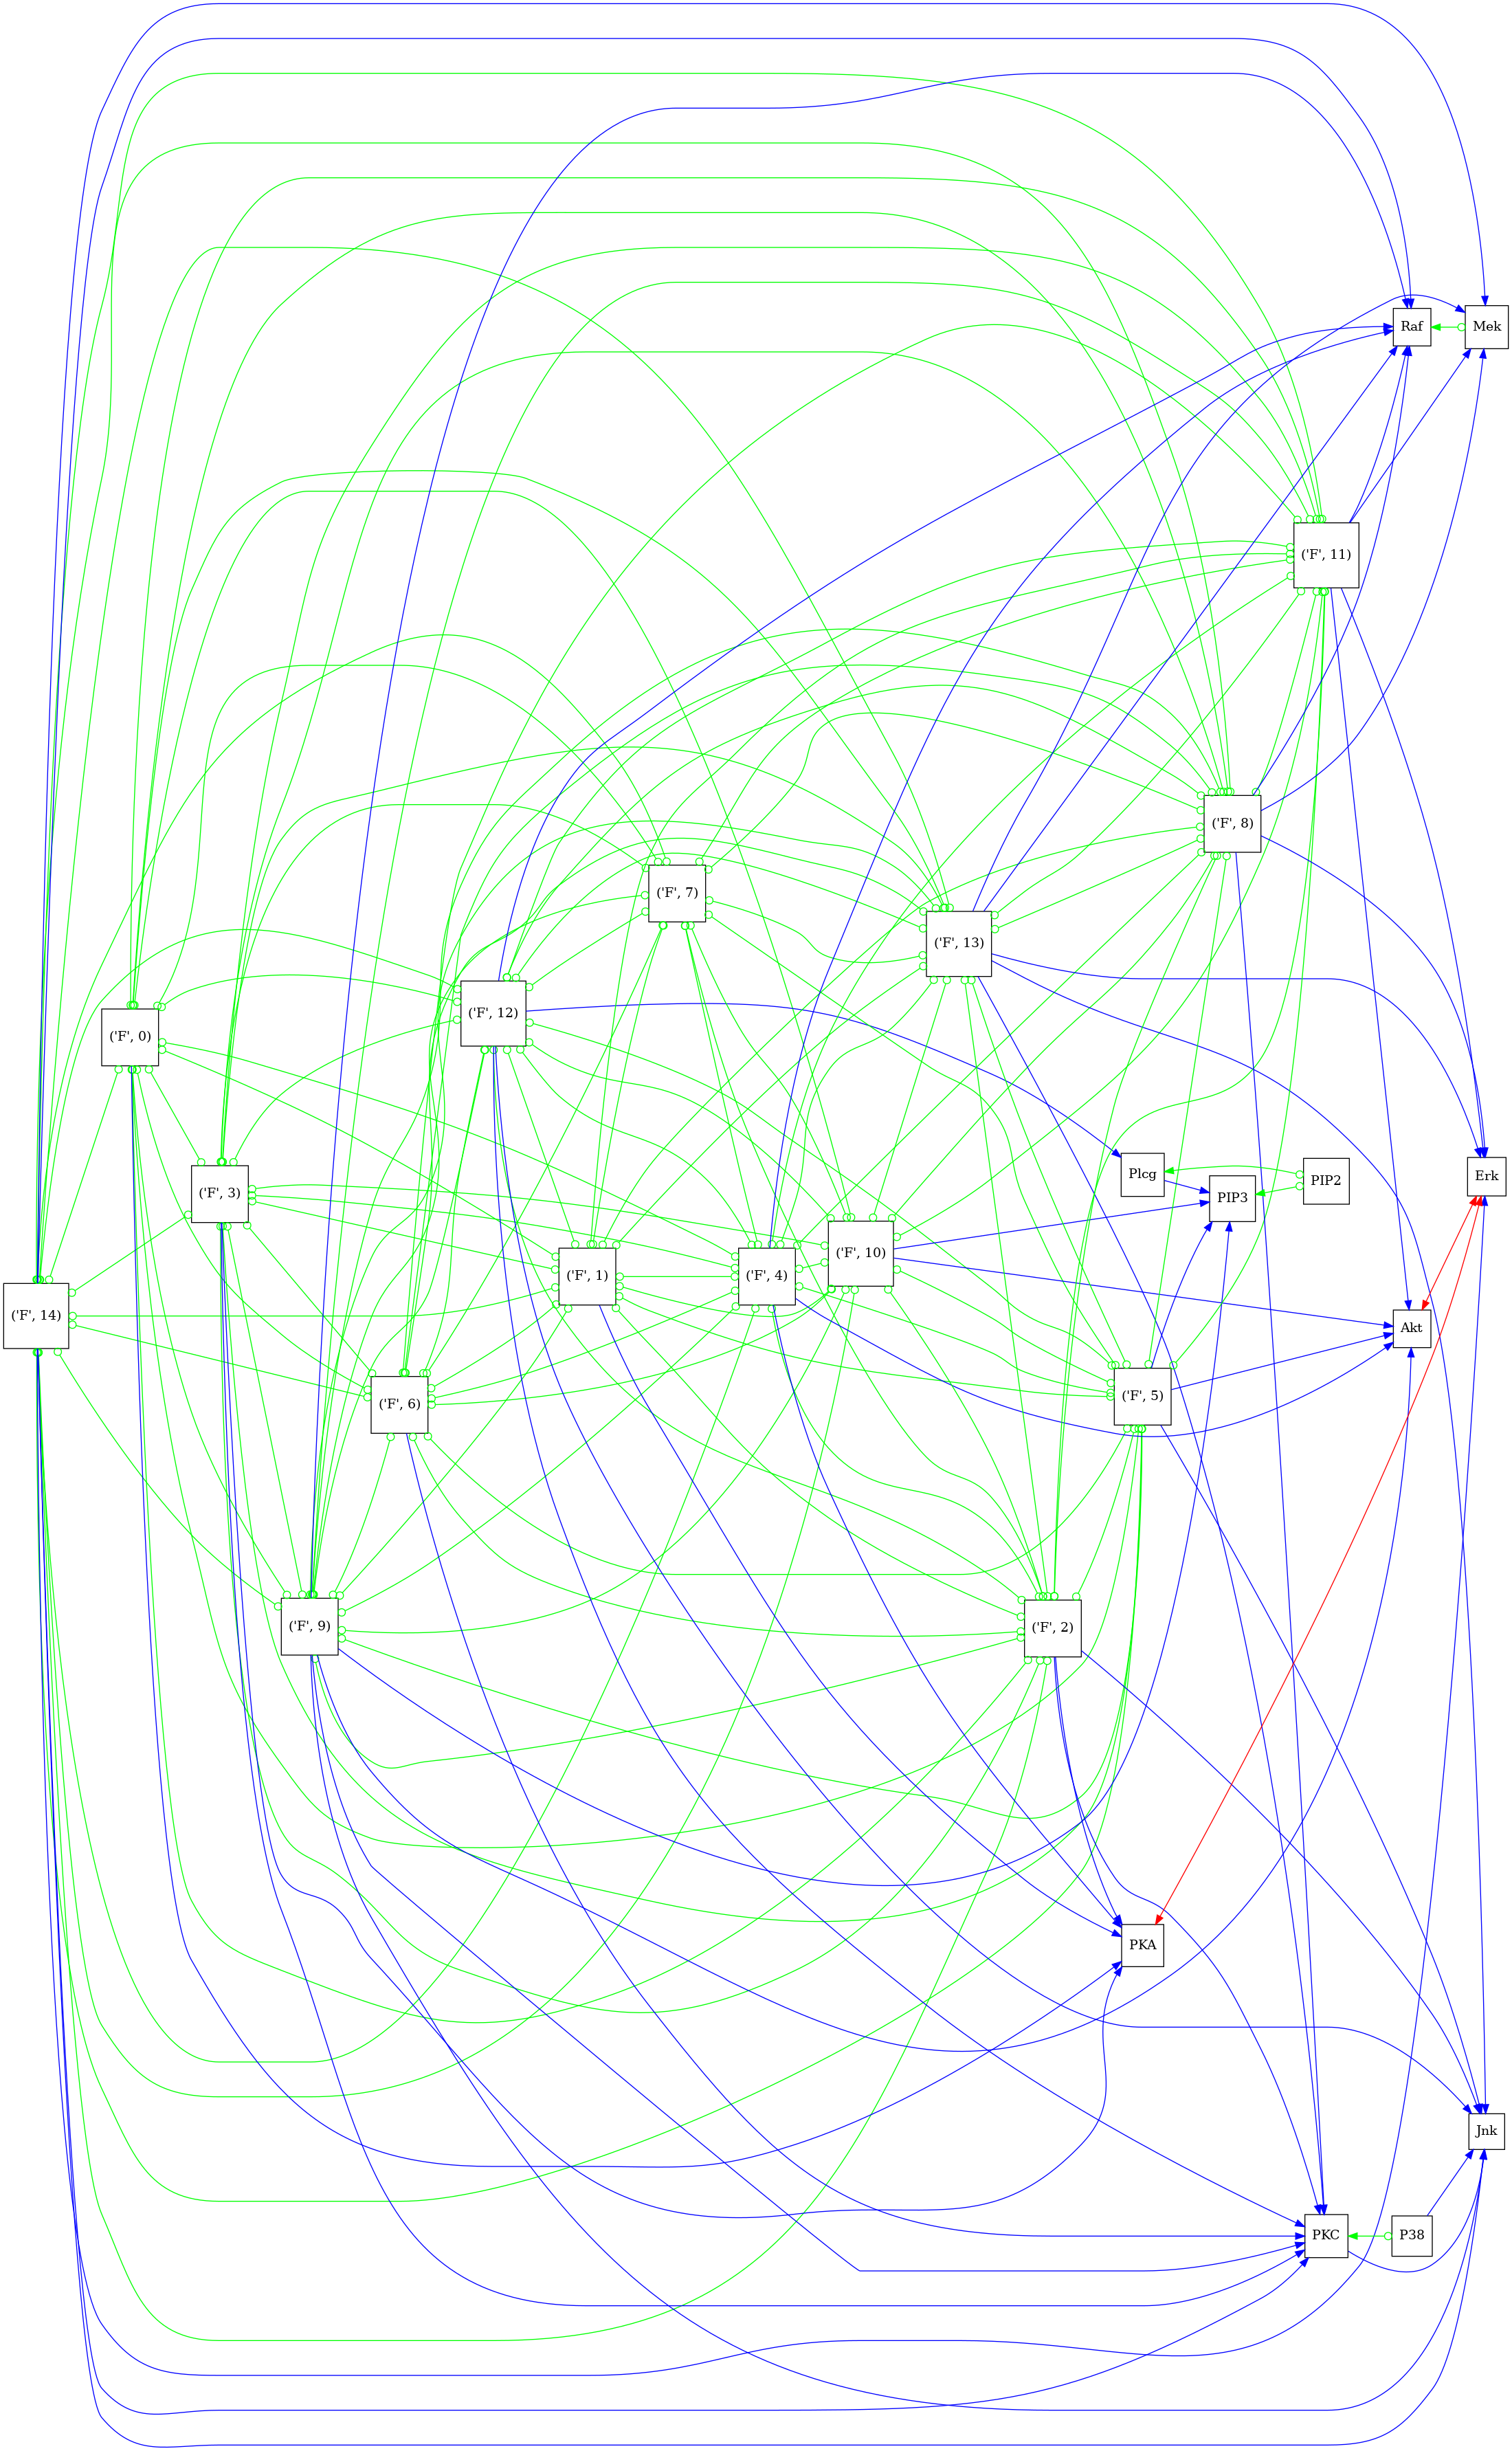 Raf
Mek
('F', 11)
('F', 8)
('F', 7)
('F', 13)
('F', 12)
('F', 0)
Plcg
PIP2
Erk
('F', 3)
PIP3
('F', 10)
('F', 1)
('F', 4)
('F', 14)
Akt
('F', 5)
('F', 6)
('F', 9)
('F', 2)
PKA
Jnk
PKC
P38